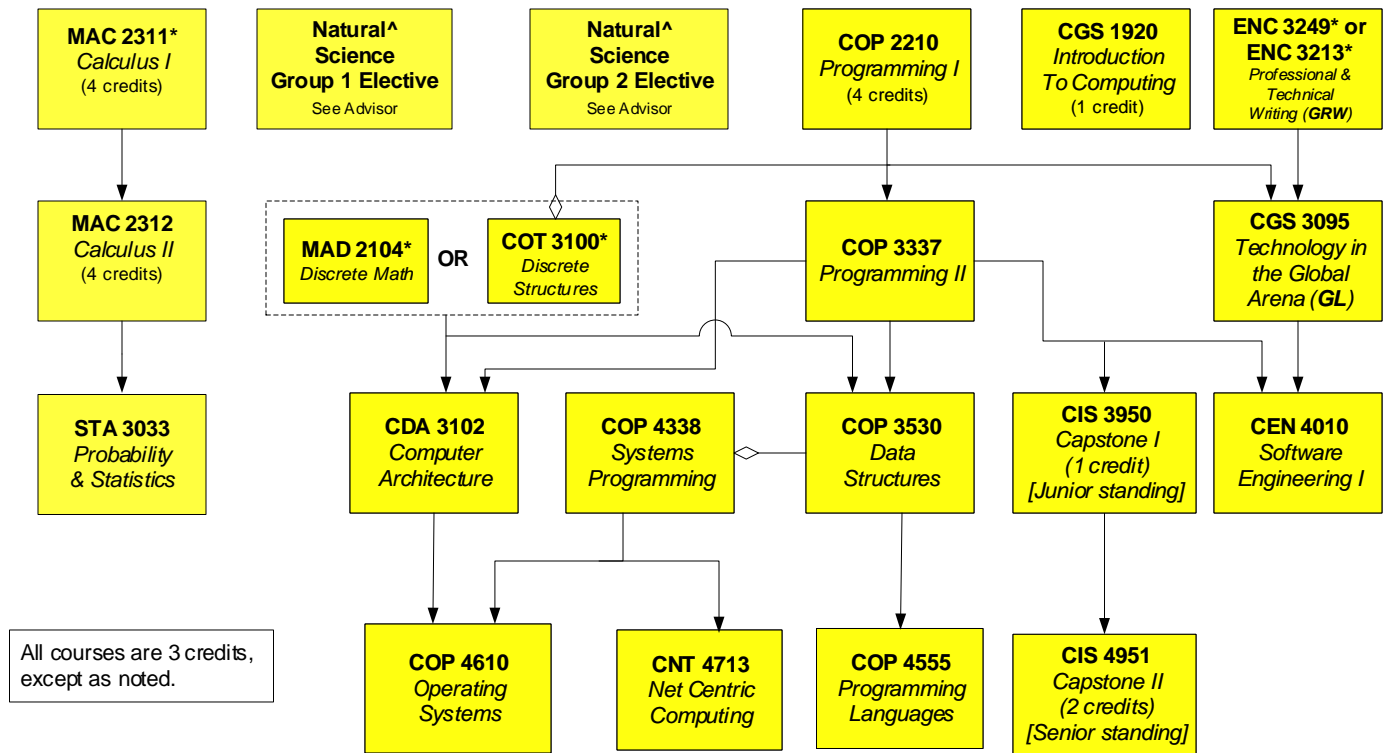 MAC 2311*
Calculus I
(4 credits)
Natural^
Science
Group 1 Elective
See Advisor
Natural^
Science
Group 2 Elective
See Advisor
COP 2210
Programming I
(4 credits)
CGS 1920
Introduction
To Computing
(1 credit)
ENC 3249* or
ENC 3213*
Professional &
Technical
Writing (GRW)
MAC 2312
Calculus II
(4 credits)
MAD 2104*
Discrete Math
OR
COT 3100*
Discrete
Structures
COP 3337
Programming II
CGS 3095
Technology in
the Global
Arena (GL)
STA 3033
Probability
& Statistics
CDA 3102
Computer
Architecture
COP 4338
Systems
Programming
COP 3530
Data
Structures
CIS 3950
Capstone I
(1 credit)
[Junior standing]
CEN 4010
Software
Engineering I
All courses are 3 credits,
except as noted.
COP 4610
Operating
Systems
CNT 4713
Net Centric
Computing
COP 4555
Programming
Languages
CIS 4951
Capstone II
(2 credits)
[Senior standing]